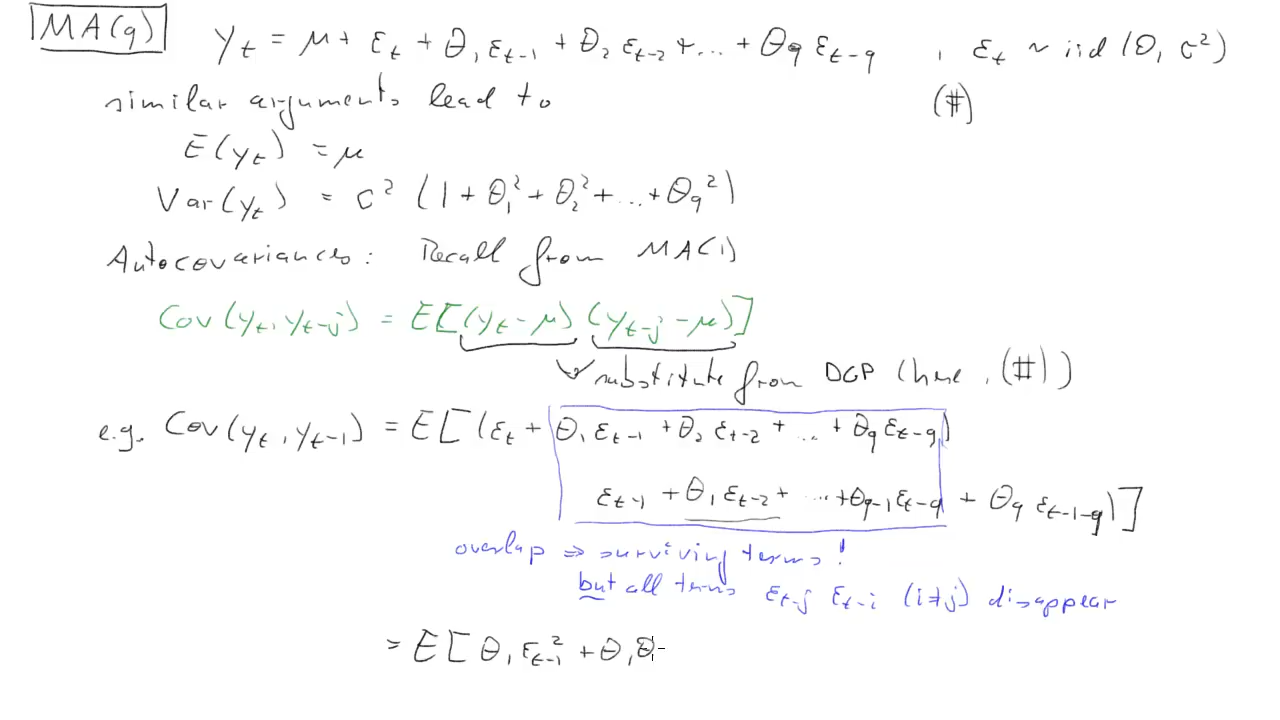 MA(q) y_t = μ + ε_t + θ_1 ε_{t-1} + θ_2 ε_{t-2} + ... + θ_q ε_{t-q} , ε_t ~ iid (0, σ²)
similar arguments lead to (#)
E(y_t) = μ
Var(y_t) = σ² (1 + θ_1² + θ_2² + ... + θ_q²)
Autocovariances: Recall from MA(1)
Cov(y_t, y_{t-j}) = E[(y_t - μ) (y_{t-j} - μ)]
substitute from DGP (here, (#))
e.g. Cov(y_t, y_{t-1}) = E[(ε_t + θ_1 ε_{t-1} + θ_2 ε_{t-2} + ... + θ_q ε_{t-q})
ε_{t-1} + θ_1 ε_{t-2} + ... + θ_{q-1} ε_{t-q} + θ_q ε_{t-1-q})]
overlap ⇒ surviving terms!
but all terms ε_{t-j} ε_{t-i} (i≠j) disappear
= E[θ_1 ε²_{t-1} + θ_1 θ